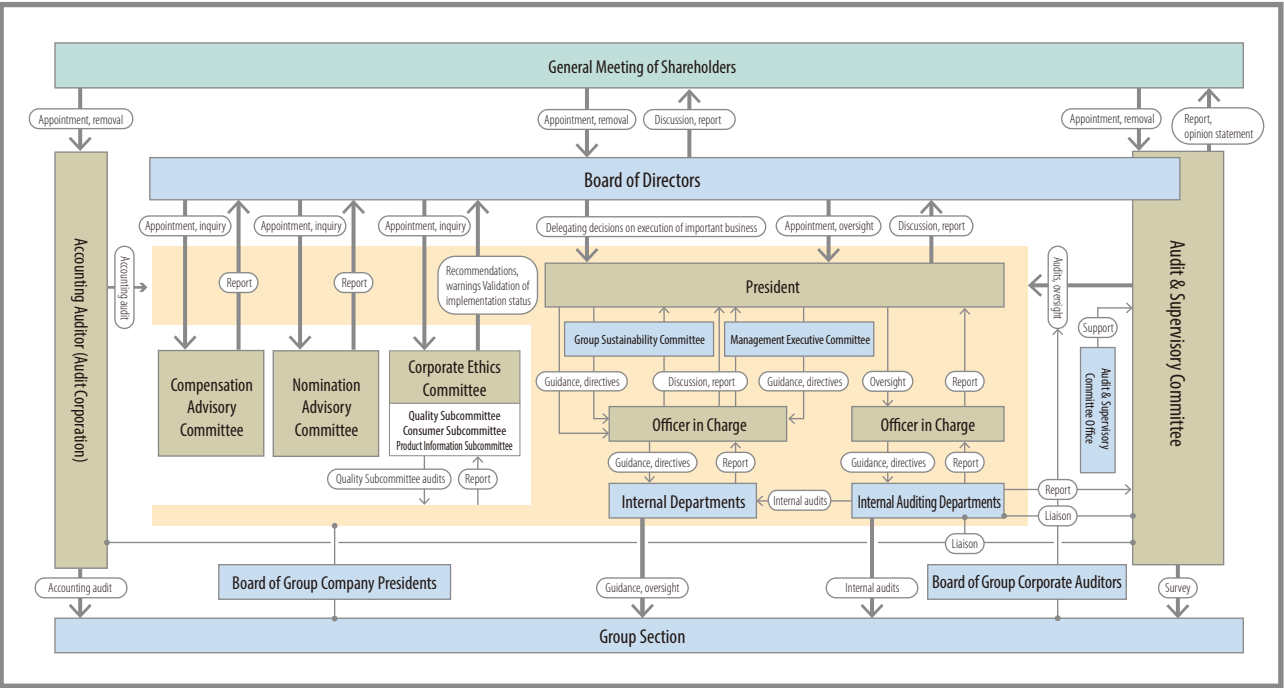 General Meeting of Shareholders
Appointment, removal
Appointment, removal
Discussion, report
Appointment, removal
Report,
opinion statement
Board of Directors
Accounting Auditor (Audit Corporation)
Audit & Supervisory Committee
Appointment, inquiry
Appointment, inquiry
Appointment, inquiry
Delegating decisions on execution of important business
Appointment, oversight
Discussion, report
Accounting audit
Report
Report
Recommendations,
warnings Validation of
implementation status
President
Audits, oversight
Support
Group Sustainability Committee
Management Executive Committee
Audit & Supervisory
Committee Office
Compensation
Advisory
Committee
Nomination
Advisory
Committee
Corporate Ethics
Committee
Quality Subcommittee
Consumer Subcommittee
Product Information Subcommittee
Guidance, directives
Discussion, report
Guidance, directives
Oversight
Report
Officer in Charge
Officer in Charge
Quality Subcommittee audits
Report
Guidance, directives
Report
Guidance, directives
Report
Internal Departments
Internal audits
Internal Auditing Departments
Report
Liaison
Liaison
Board of Group Company Presidents
Board of Group Corporate Auditors
Accounting audit
Guidance, oversight
Internal audits
Survey
Group Section